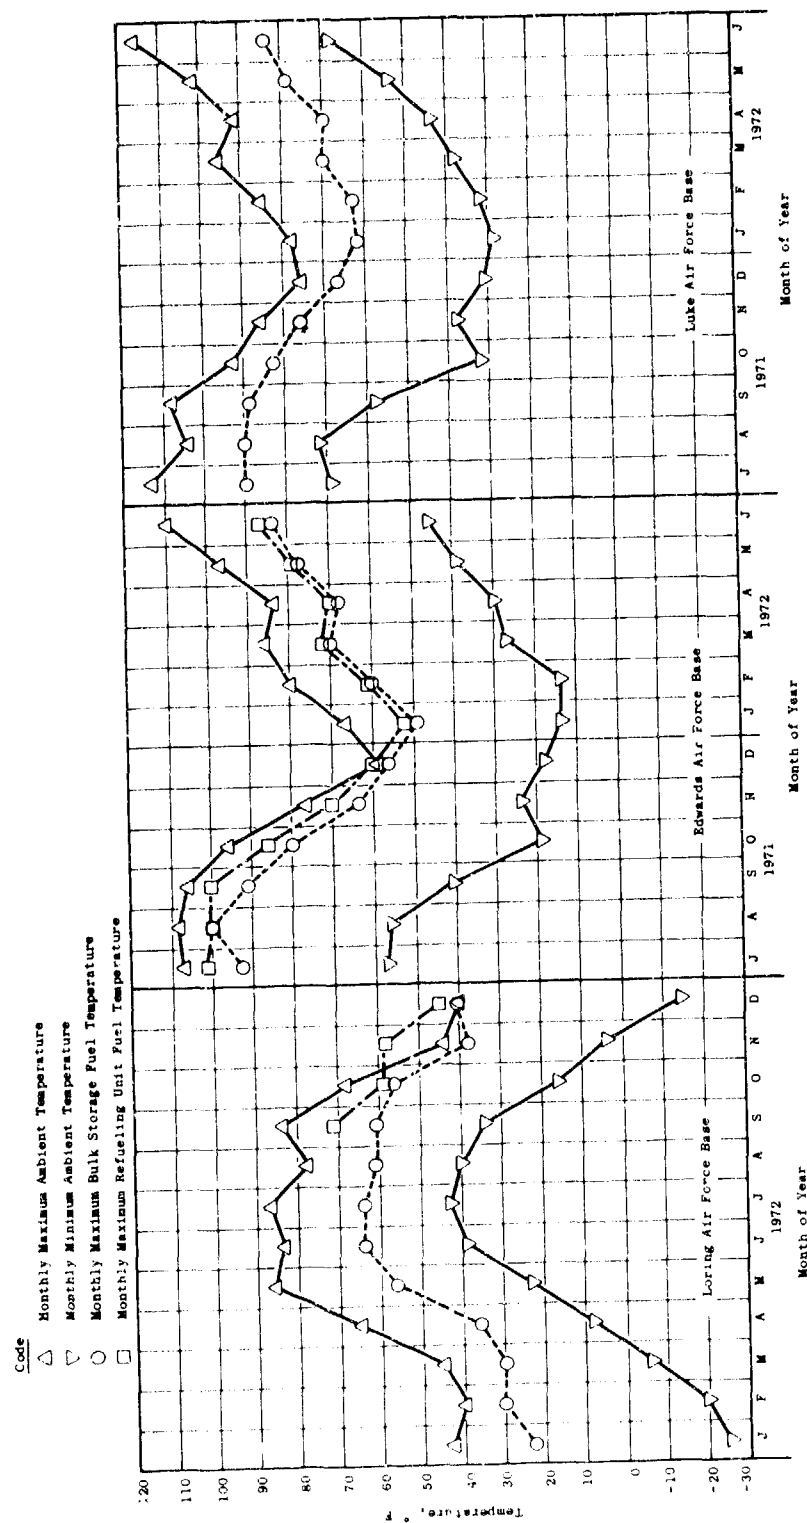 Code
Monthly Maximum Ambient Temperature
Monthly Minimum Ambient Temperature
Monthly Maximum Bulk Storage Fuel Temperature
Monthly Maximum Refueling Unit Fuel Temperature
Temperature, °F
120
110
100
90
80
70
60
50
40
30
20
10
0
-10
-20
-30
Loring Air Force Base
J F M A M J J A S O N D
1972
Month of Year
Edwards Air Force Base
J A S O N D J F M A M J
1971 1972
Month of Year
Luke Air Force Base
J A S O N D J F M A M J
1971 1972
Month of Year